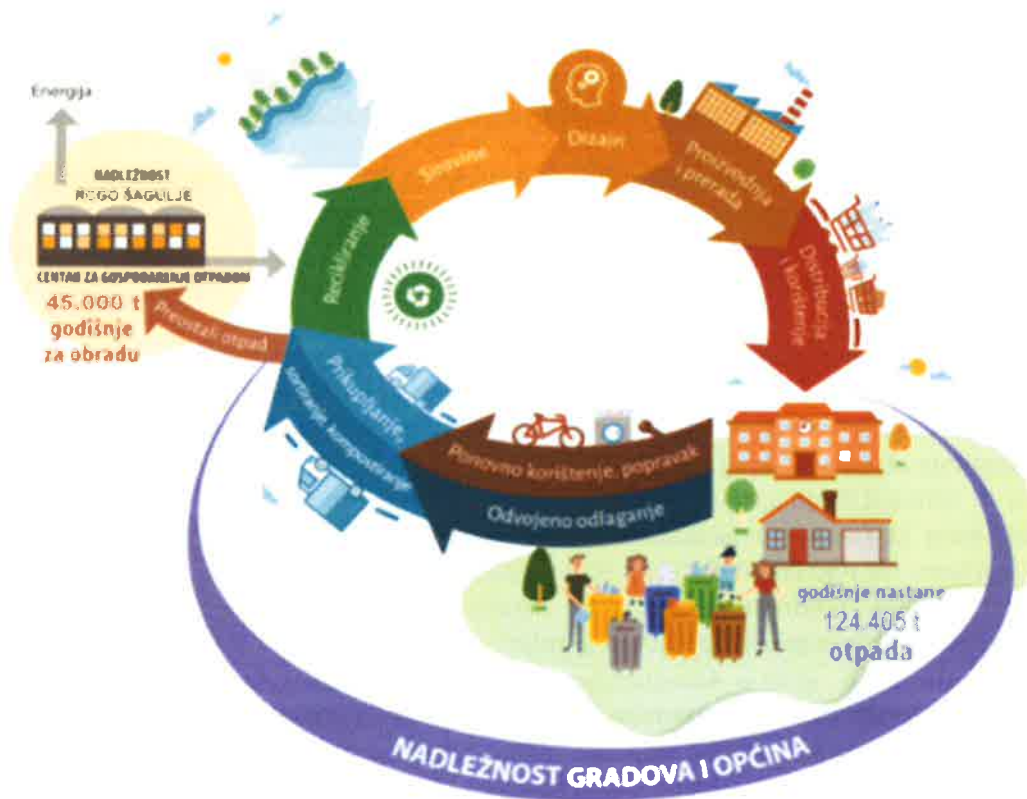 Energija
NADLEŽNOST
RCGO ŠAGULJE
CENTAR ZA GOSPODARENJE OTPADOM
45.000 t
godišnje
za obradu
Preostali otpad
Recikliranje
Sirovine
Dizajn
Proizvodnja
i prerada
Distribucija
i korištenje
Ponovno korištenje, popravak
Odvojeno odlaganje
Prikupljanje,
sortiranje, kompostiranje
godišnje nastane
124.405 t
otpada
NADLEŽNOST GRADOVA I OPĆINA